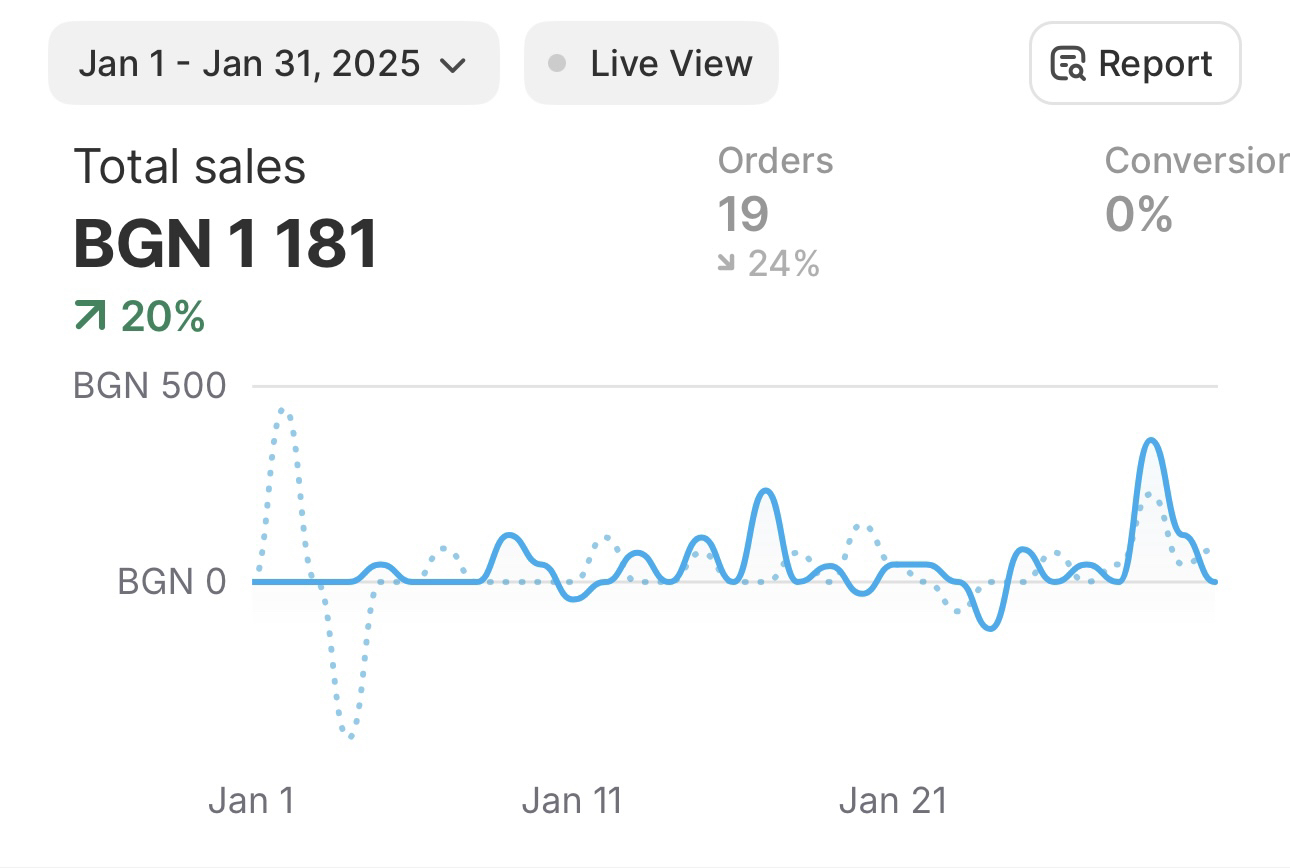 Jan 1 - Jan 31, 2025
Live View
Report
Total sales
BGN 1 181
20%
Orders
19
24%
Conversion
0%
BGN 500
BGN 0
Jan 1
Jan 11
Jan 21